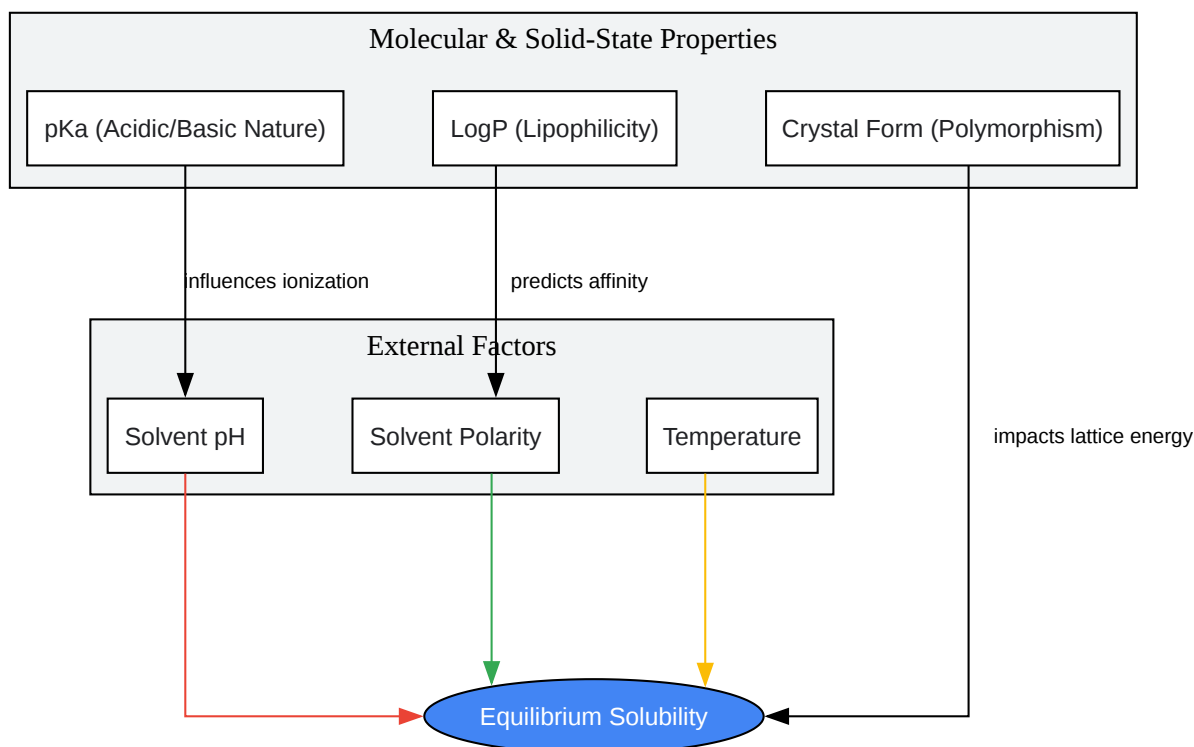 Molecular & Solid-State Properties
pKa (Acidic/Basic Nature)
LogP (Lipophilicity)
Crystal Form (Polymorphism)
influences ionization
predicts affinity
External Factors
Solvent pH
Solvent Polarity
Temperature
impacts lattice energy
Equilibrium Solubility